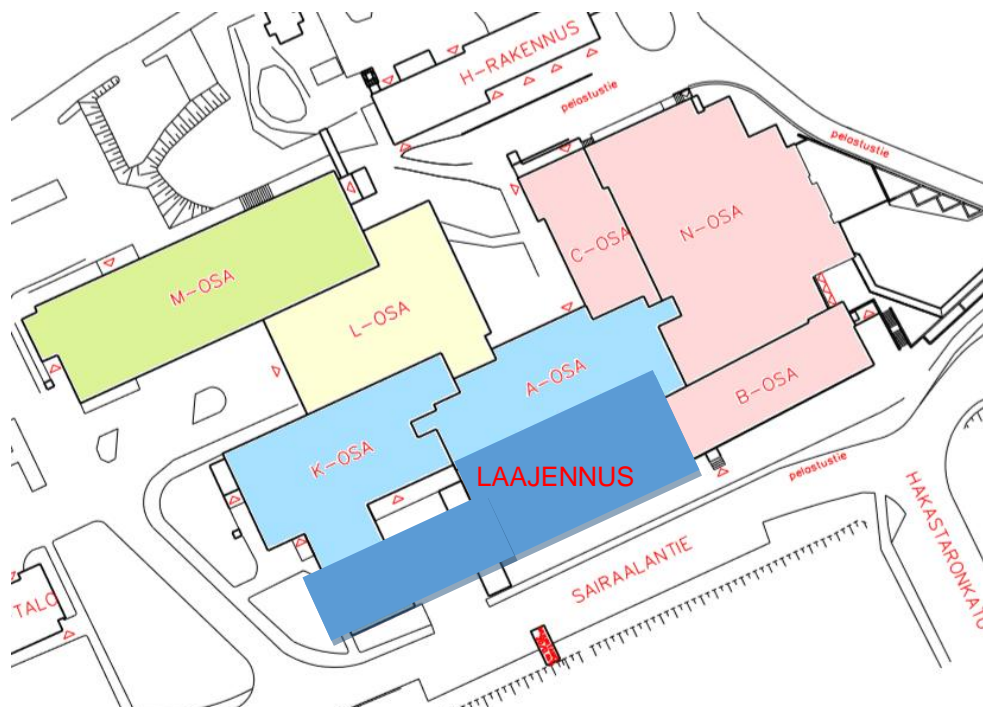 H-RAKENNUS
pelastustie
pelastustie
M-OSA
C-OSA
N-OSA
L-OSA
A-OSA
B-OSA
K-OSA
LAAJENNUS
pelastustie
HAKASTARONKATU
SAIRAALANTIE
TALO